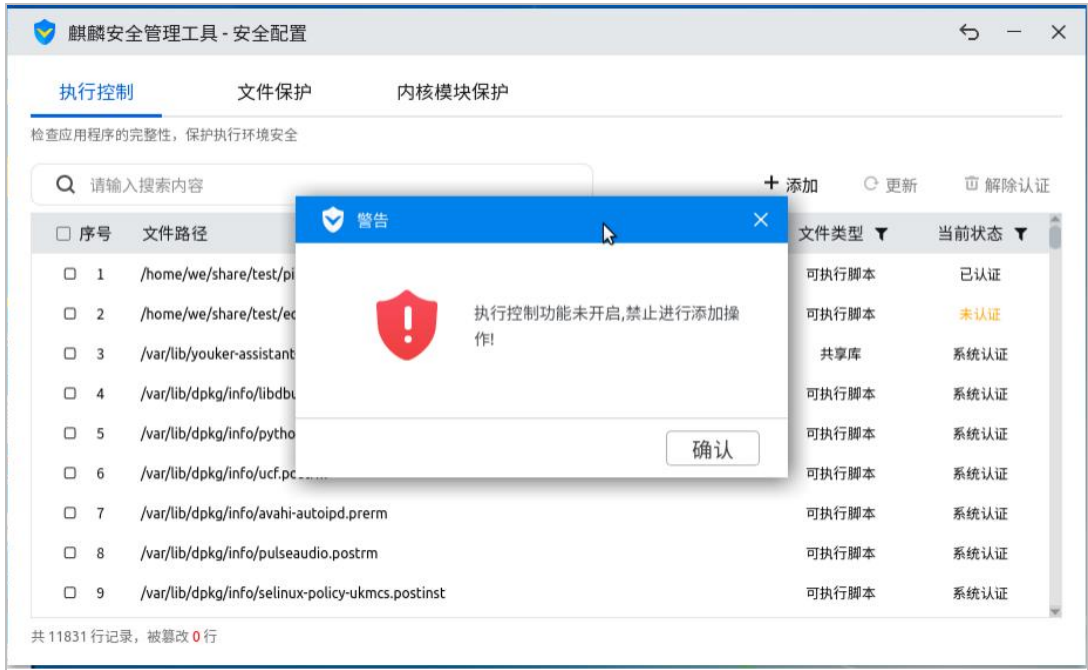 麒麟安全管理工具 - 安全配置
执行控制 文件保护 内核模块保护
检查应用程序的完整性，保护执行环境安全
请输入搜索内容 添加 更新 解除认证
序号 文件路径 文件类型 当前状态
警告
执行控制功能未开启,禁止进行添加操
作!
确认
1 /home/we/share/test/pi 可执行脚本 已认证
2 /home/we/share/test/ec 可执行脚本 未认证
3 /var/lib/youker-assistant 共享库 系统认证
4 /var/lib/dpkg/info/libdbu 可执行脚本 系统认证
5 /var/lib/dpkg/info/pytho 可执行脚本 系统认证
6 /var/lib/dpkg/info/ucf.postrm 可执行脚本 系统认证
7 /var/lib/dpkg/info/avahi-autoipd.prerm 可执行脚本 系统认证
8 /var/lib/dpkg/info/pulseaudio.postrm 可执行脚本 系统认证
9 /var/lib/dpkg/info/selinux-policy-ukmcs.postinst 可执行脚本 系统认证
共 11831 行记录，被篡改 0 行